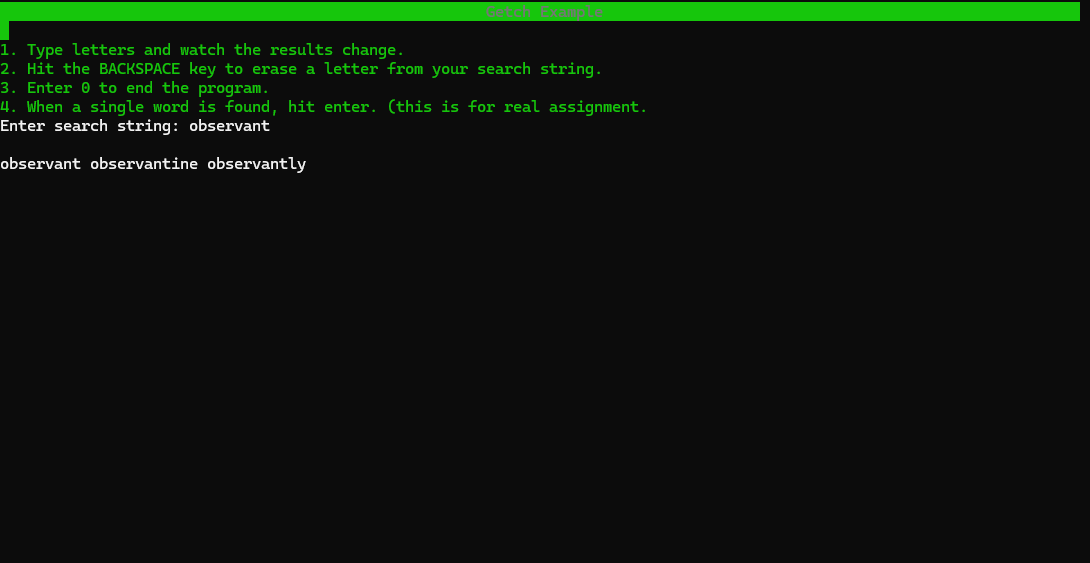 Getch Example
1. Type letters and watch the results change.
2. Hit the BACKSPACE key to erase a letter from your search string.
3. Enter 0 to end the program.
4. When a single word is found, hit enter. (this is for real assignment.
Enter search string: observant
observant observantine observantly